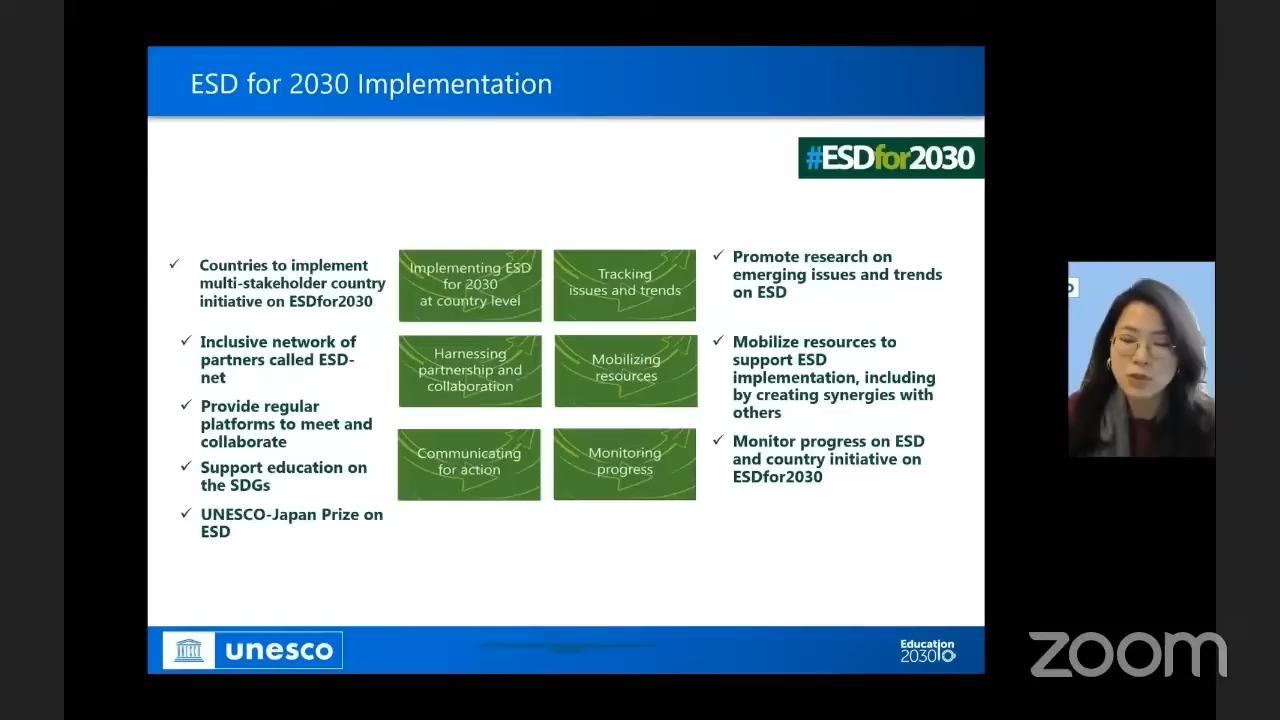 ESD for 2030 Implementation
#ESDfor2030
Countries to implement
multi-stakeholder country
initiative on ESDfor2030
Inclusive network of
partners called ESD-
net
Provide regular
platforms to meet and
collaborate
Support education on
the SDGs
UNESCO-Japan Prize on
ESD
Implementing ESD
for 2030
at country level
Tracking
issues and trends
Harnessing
partnership and
collaboration
Mobilizing
resources
Communicating
for action
Monitoring
progress
Promote research on
emerging issues and trends
on ESD
Mobilize resources to
support ESD
implementation, including
by creating synergies with
others
Monitor progress on ESD
and country initiative on
ESDfor2030
unesco
Education
2030
zoom